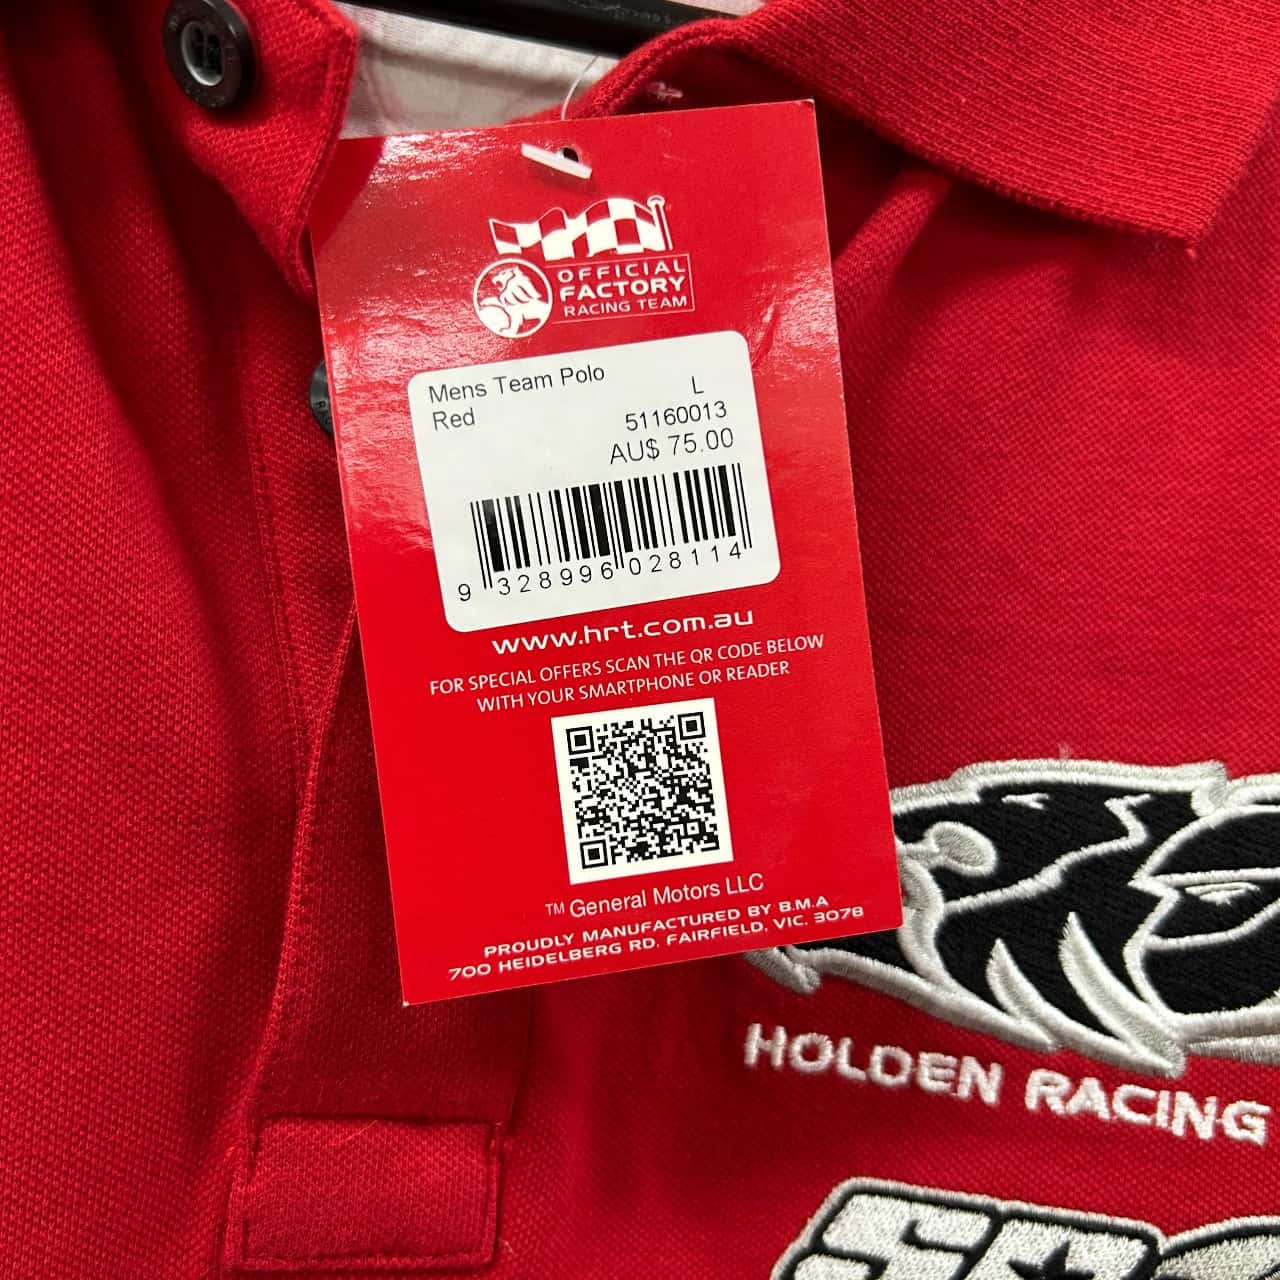 OFFICIAL
FACTORY
RACING TEAM
Mens Team Polo
Red
L
51160013
AU$ 75.00
9 328996 028114
www.hrt.com.au
FOR SPECIAL OFFERS SCAN THE QR CODE BELOW
WITH YOUR SMARTPHONE OR READER
™ General Motors LLC
PROUDLY MANUFACTURED BY B.M.A
700 HEIDELBERG RD. FAIRFIELD, VIC. 3078
HOLDEN RACING